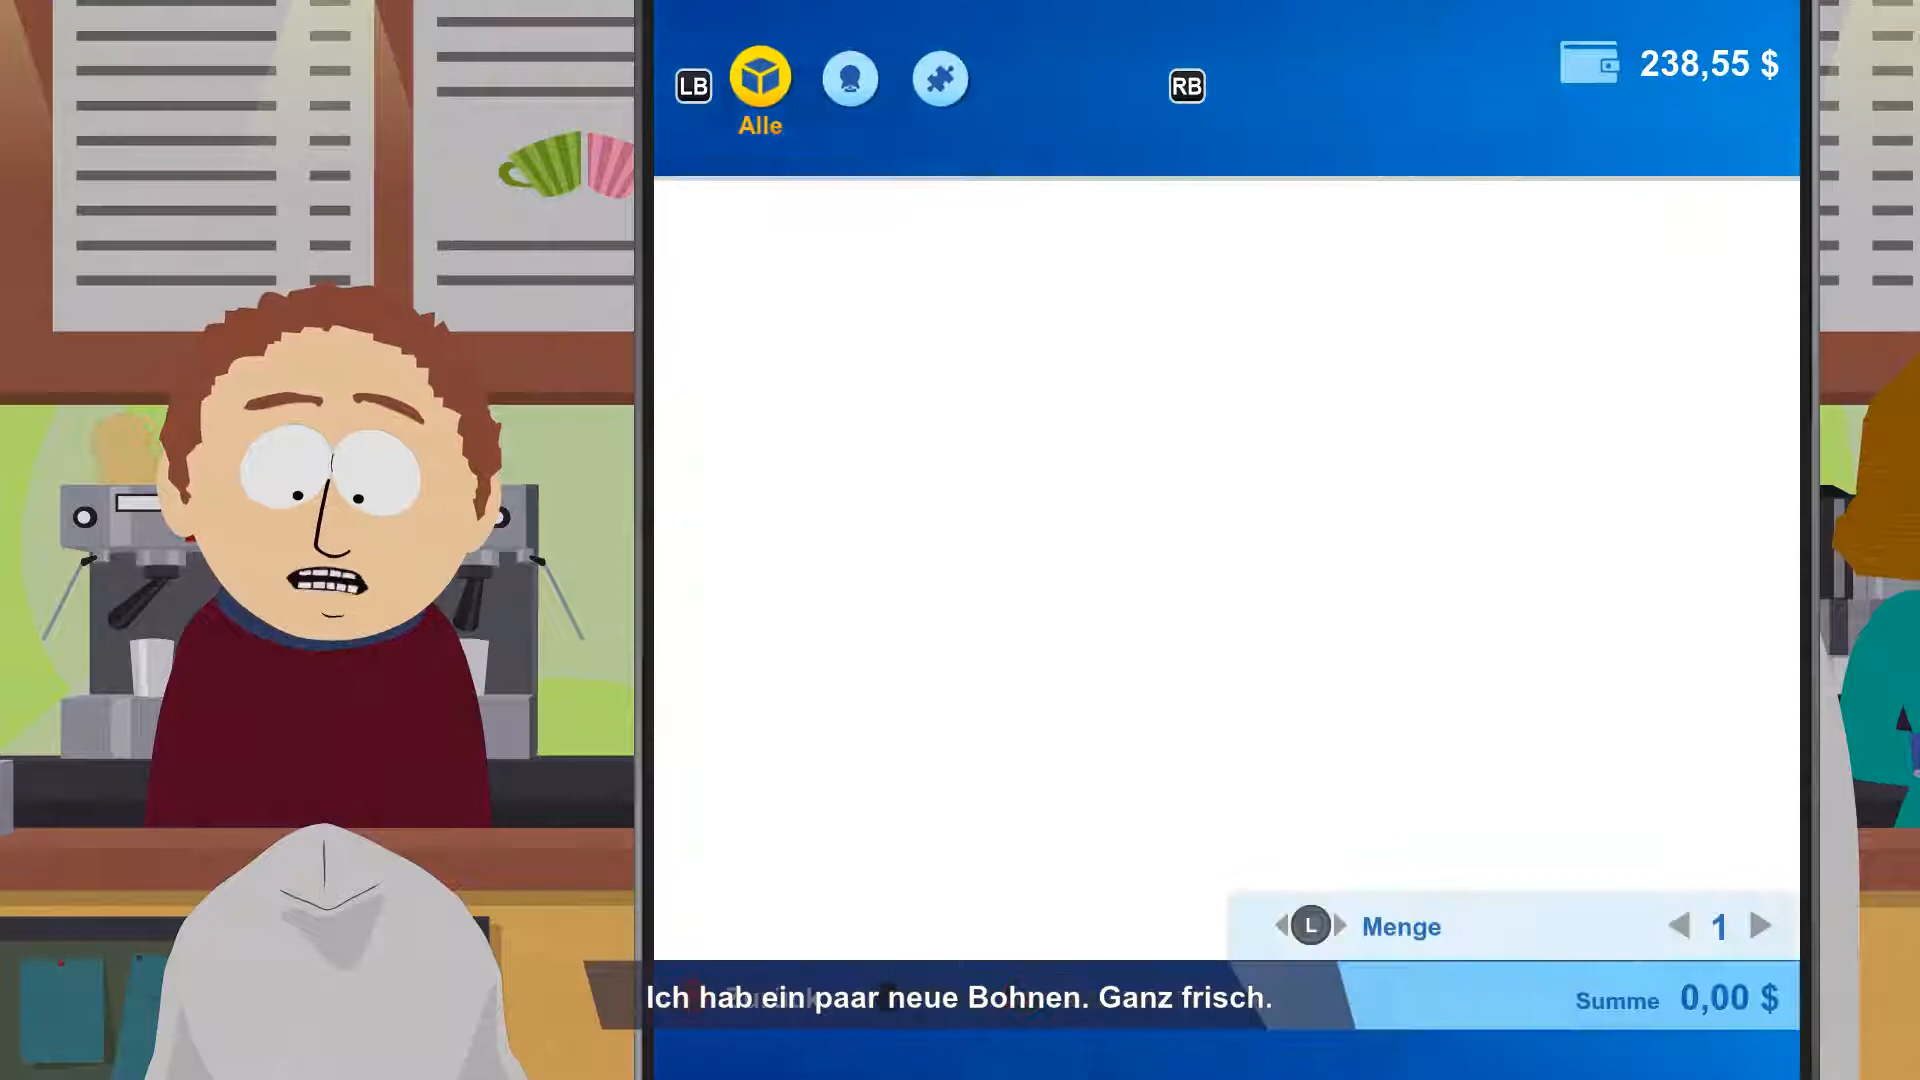 LB
RB
238,55 $
Alle
L
Menge
1
Ich hab ein paar neue Bohnen. Ganz frisch.
Summe 0,00 $